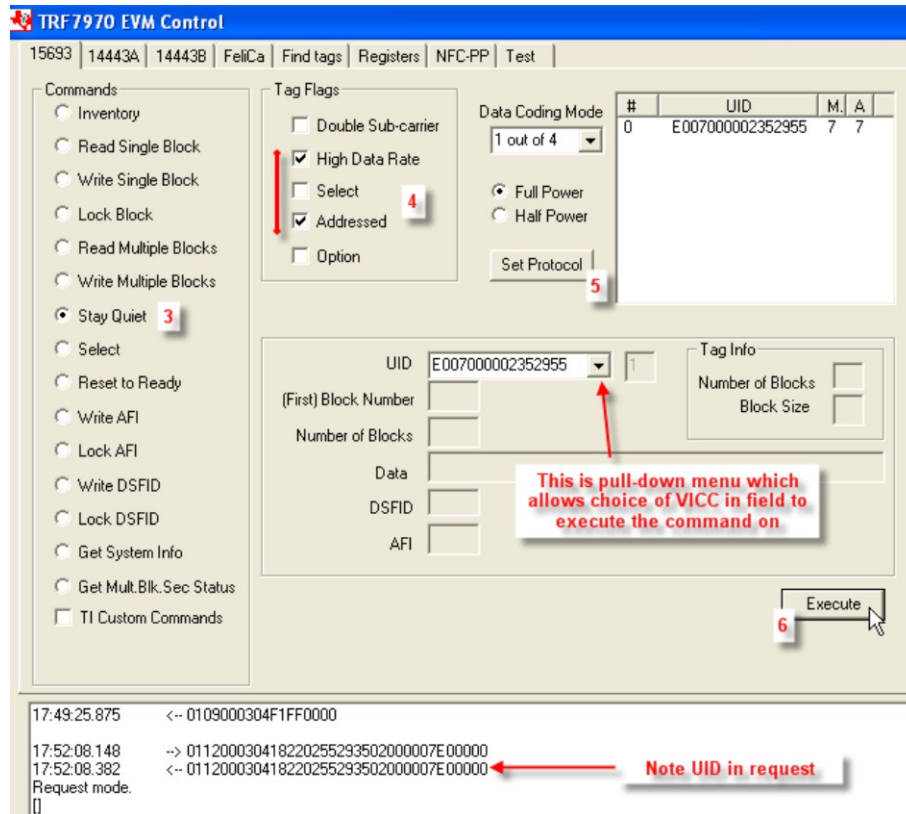 TRF7970 EVM Control
15693 14443A 14443B FeliCa Find tags Registers NFC-PP Test
Commands
Inventory
Read Single Block
Write Single Block
Lock Block
Read Multiple Blocks
Write Multiple Blocks
Stay Quiet 3
Select
Reset to Ready
Write AFI
Lock AFI
Write DSFID
Lock DSFID
Get System Info
Get Mult.Blk.Sec Status
TI Custom Commands
Tag Flags
Double Sub-carrier
High Data Rate
Select
4
Addressed
Option
Data Coding Mode
1 out of 4
Full Power
Half Power
Set Protocol
5
# UID M. A
0 E007000002352955 7 7
UID E007000002352955 1
(First) Block Number
Number of Blocks
Data
DSFID
AFI
Tag Info
Number of Blocks
Block Size
This is pull-down menu which
allows choice of VICC in field to
execute the command on
Execute
6
17:49:25.875 <-- 0109000304F1FF0000
17:52:08.148 --> 011200030418220255293502000007E00000
17:52:08.382 <-- 011200030418220255293502000007E00000
Note UID in request
Request mode.
[]